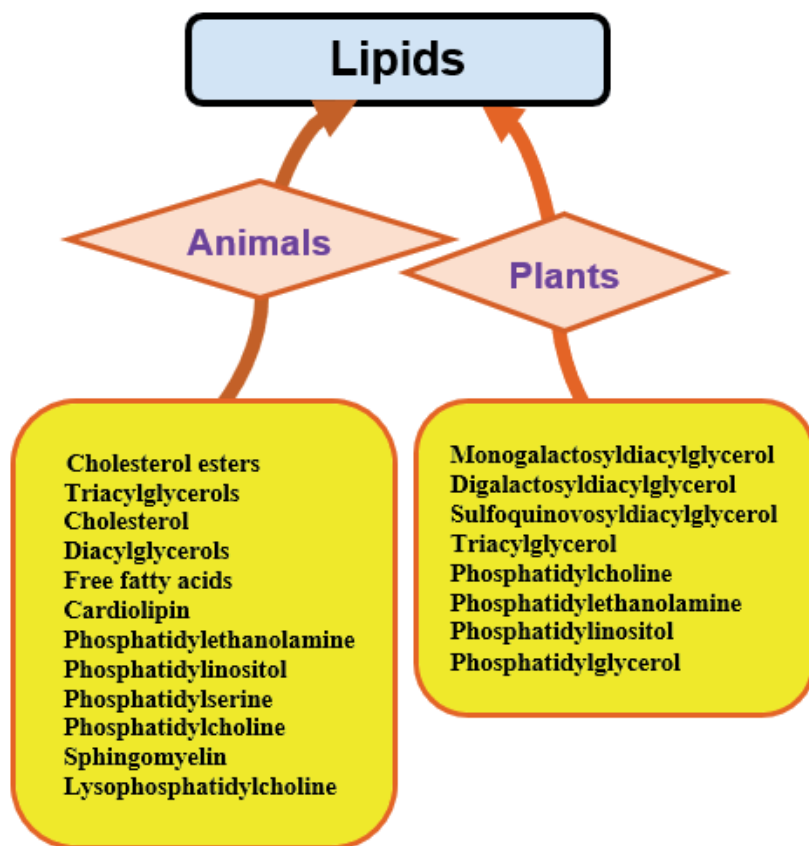 Lipids
Animals
Plants
Cholesterol esters
Triacylglycerols
Cholesterol
Diacylglycerols
Free fatty acids
Cardiolipin
Phosphatidylethanolamine
Phosphatidylinositol
Phosphatidylserine
Phosphatidylcholine
Sphingomyelin
Lysophosphatidylcholine
Monogalactosyldiacylglycerol
Digalactosyldiacylglycerol
Sulfoquinovosyldiacylglycerol
Triacylglycerol
Phosphatidylcholine
Phosphatidylethanolamine
Phosphatidylinositol
Phosphatidylglycerol